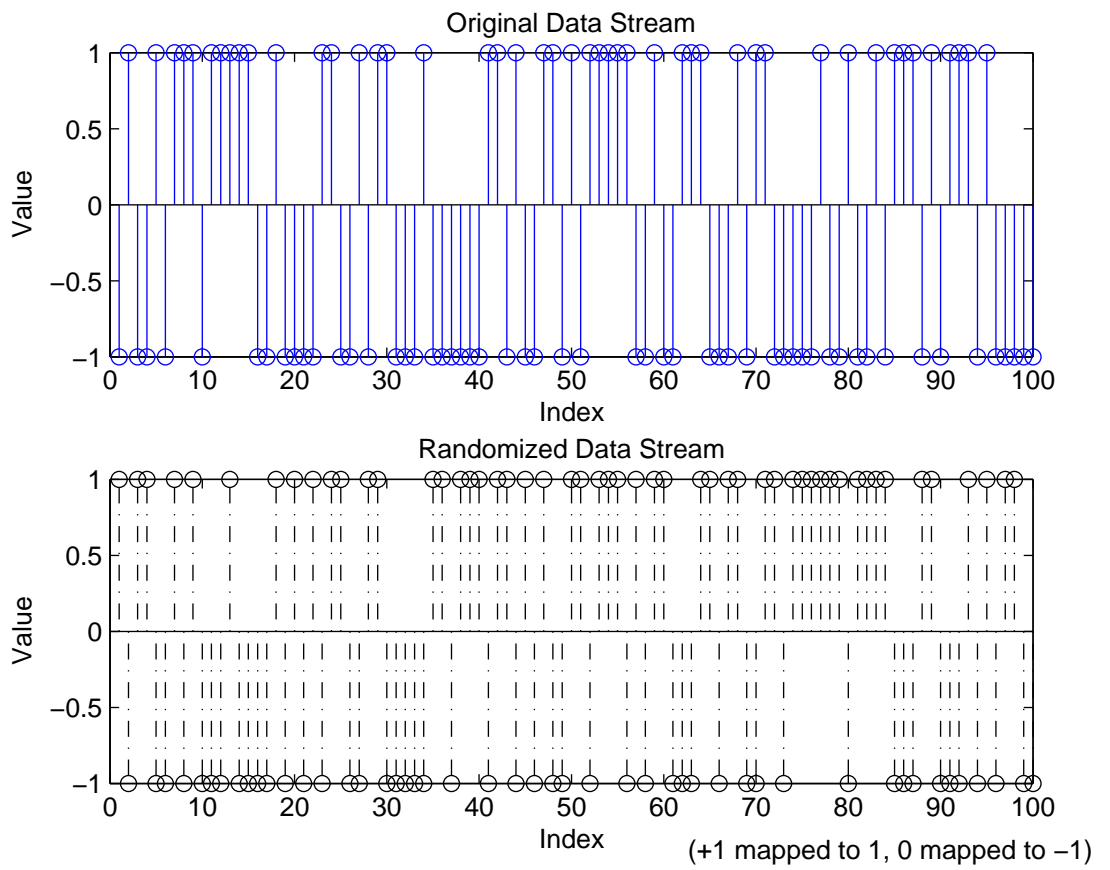 Original Data Stream
1
0.5
0
−0.5
−1
Value
0 10 20 30 40 50 60 70 80 90 100
Index
Randomized Data Stream
1
0.5
0
−0.5
−1
Value
0 10 20 30 40 50 60 70 80 90 100
Index
(+1 mapped to 1, 0 mapped to −1)